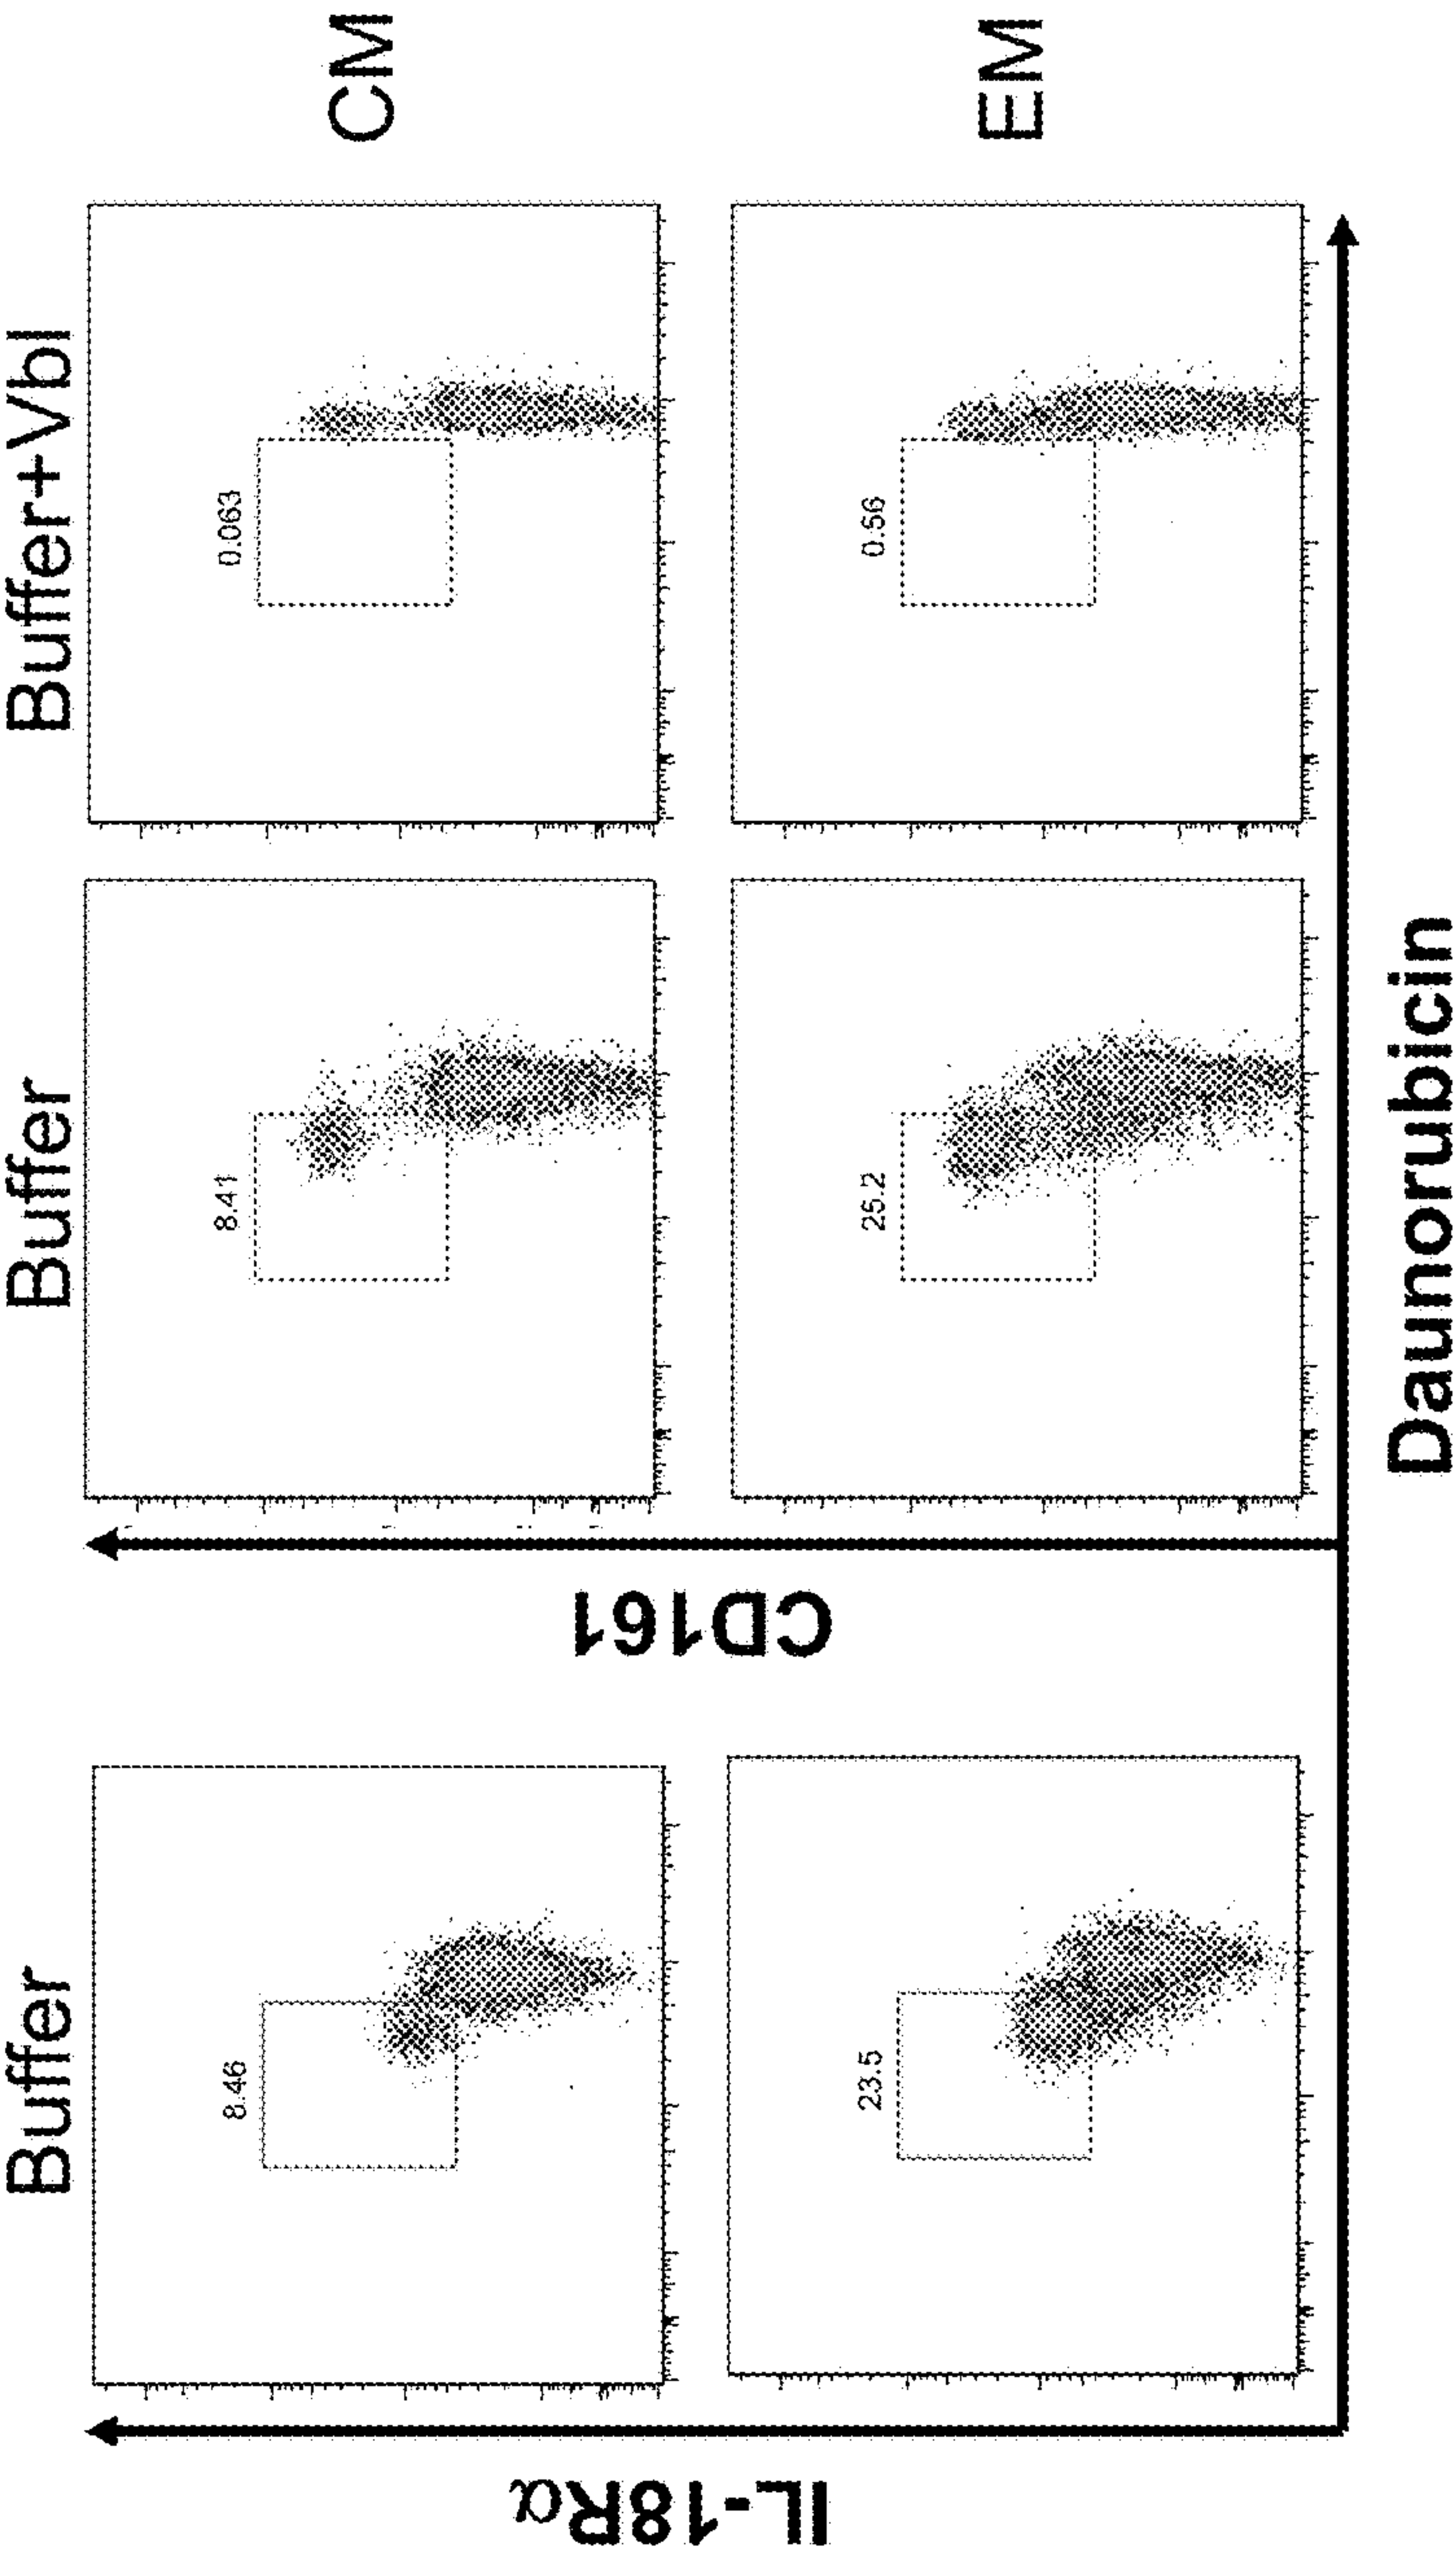 Buffer
Buffer
Buffer+Vbl
8.46
8.41
0.063
CM
23.5
25.2
0.56
EM
IL-18Rα
CD161
Daunorubicin